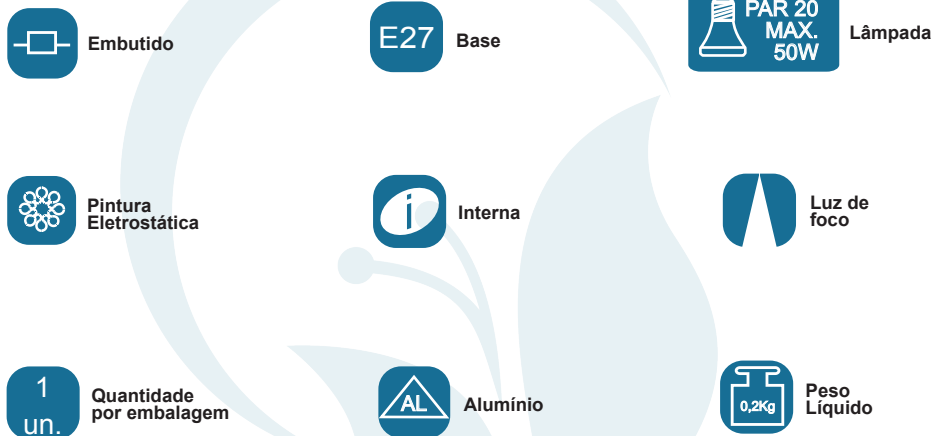 Embutido
E27
Base
PAR 20
MAX.
50W
Lâmpada
Pintura
Eletrostática
i
Interna
Luz de
foco
1
un.
Quantidade
por embalagem
AL
Alumínio
0,2Kg
Peso
Líquido